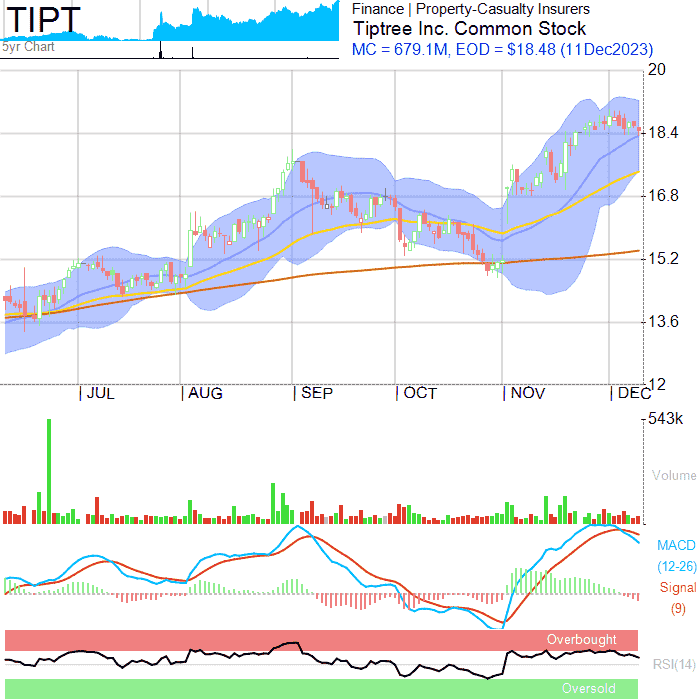 TIPT
5yr Chart
Finance | Property-Casualty Insurers
Tiptree Inc. Common Stock
MC = 679.1M, EOD = $18.48 (11Dec2023)
20
18.4
16.8
15.2
13.6
12
| JUL | AUG | SEP | OCT | NOV | DEC
543k
Volume
MACD
(12-26)
Signal
(9)
Overbought
RSI(14)
Oversold